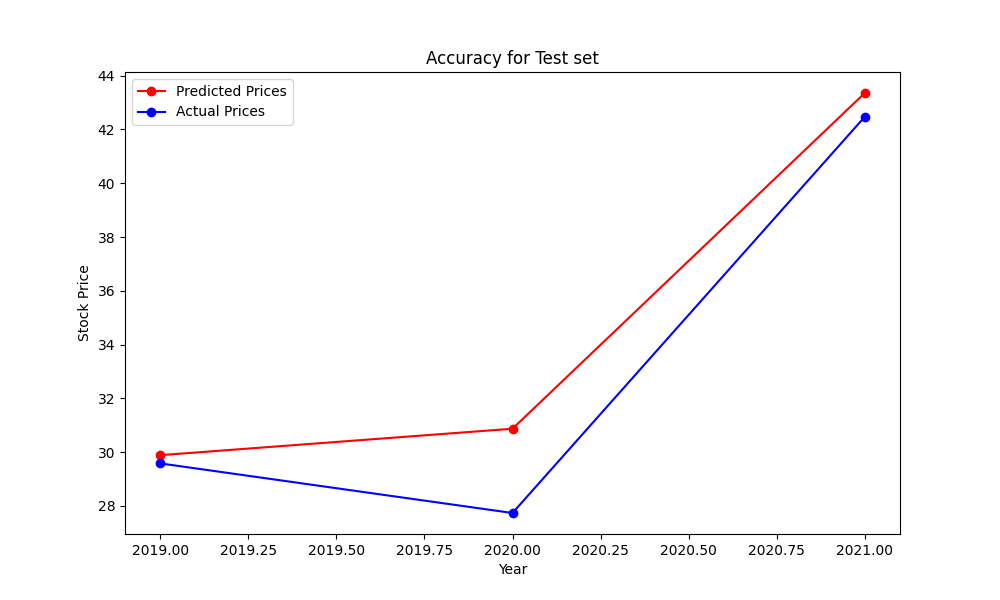 Accuracy for Test set
Predicted Prices
Actual Prices
44
42
40
38
36
34
32
30
28
Stock Price
2019.00 2019.25 2019.50 2019.75 2020.00 2020.25 2020.50 2020.75 2021.00
Year